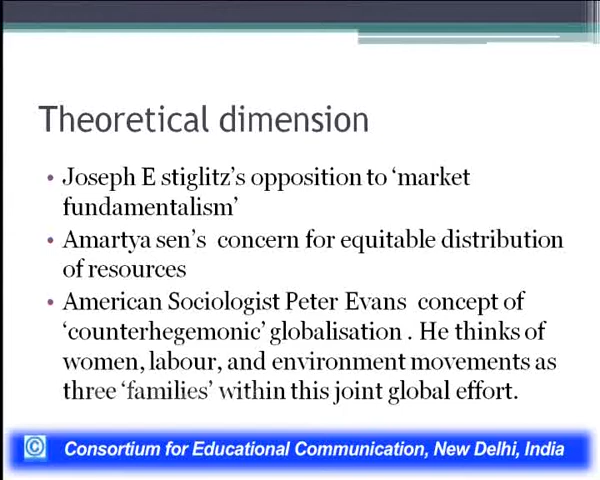 Theoretical dimension
• Joseph E stiglitz's opposition to 'market
fundamentalism'
• Amartya sen's concern for equitable distribution
of resources
• American Sociologist Peter Evans concept of
'counterhegemonic' globalisation . He thinks of
women, labour, and environment movements as
three 'families' within this joint global effort.
© Consortium for Educational Communication, New Delhi, India